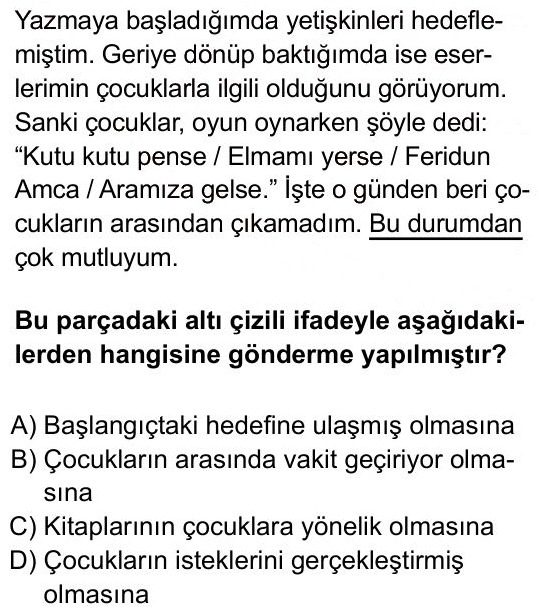 Yazmaya başladığımda yetişkinleri hedefle-
miştim. Geriye dönüp baktığımda ise eser-
lerimin çocuklarla ilgili olduğunu görüyorum.
Sanki çocuklar, oyun oynarken şöyle dedi:
“Kutu kutu pense / Elmamı yerse / Feridun
Amca / Aramıza gelse.” İşte o günden beri ço-
cukların arasından çıkamadım. Bu durumdan
çok mutluyum.
Bu parçadaki altı çizili ifadeyle aşağıdaki-
lerden hangisine gönderme yapılmıştır?
A) Başlangıçtaki hedefine ulaşmış olmasına
B) Çocukların arasında vakit geçiriyor olma-
sına
C) Kitaplarının çocuklara yönelik olmasına
D) Çocukların isteklerini gerçekleştirmiş
olmasına